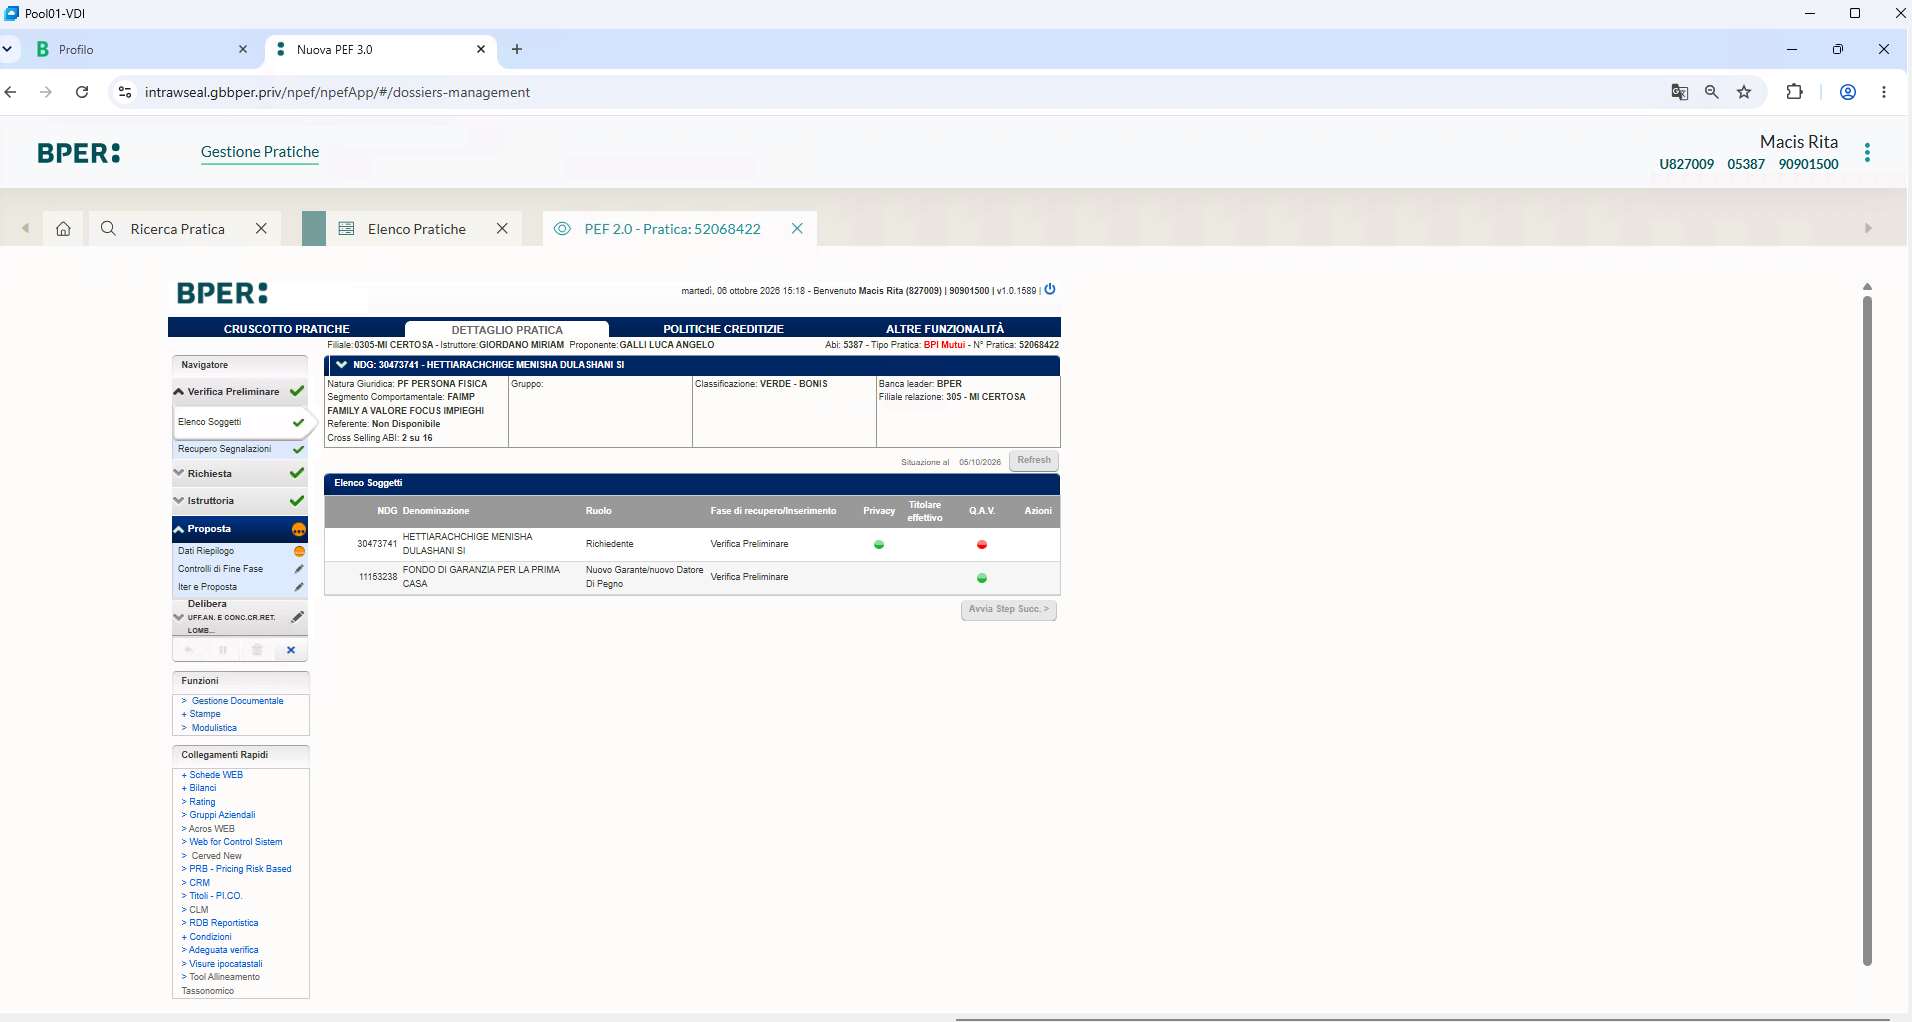 Pool01-VDI
Profilo
Nuova PEF 3.0
intrawseal.gbbper.priv/npef/npefApp/#/dossiers-management
BPER:
Gestione Pratiche
Macis Rita
U827009 05387 90901500
Ricerca Pratica
Elenco Pratiche
PEF 2.0 - Pratica: 52068422
BPER:
martedì, 06 ottobre 2026 15:18 - Benvenuto Macis Rita (827009) | 90901500 | v1.0.1589 |
CRUSCOTTO PRATICHE DETTAGLIO PRATICA POLITICHE CREDITIZIE ALTRE FUNZIONALITÀ
Filiale: 0305-MI CERTOSA - Istruttore: GIORDANO MIRIAM Proponente: GALLI LUCA ANGELO
Abi: 5387 - Tipo Pratica: BPI Mutui - N° Pratica: 52068422
Navigatore
Verifica Preliminare
Elenco Soggetti
Recupero Segnalazioni
Richiesta
Istruttoria
Proposta
Dati Riepilogo
Controlli di Fine Fase
Iter e Proposta
Delibera
UFF.AN. E CONC.CR.RET.
LOMB...
Funzioni
> Gestione Documentale
+ Stampe
> Modulistica
Collegamenti Rapidi
+ Schede WEB
+ Bilanci
> Rating
> Gruppi Aziendali
> Acros WEB
> Web for Control Sistem
> Cerved New
> PRB - Pricing Risk Based
> CRM
> Titoli - PI.CO.
> CLM
> RDB Reportistica
+ Condizioni
> Adeguata verifica
> Visure ipocatastali
> Tool Allineamento
Tassonomico
NDG: 30473741 - HETTIARACHCHIGE MENISHA DULASHANI SI
Natura Giuridica: PF PERSONA FISICA
Segmento Comportamentale: FAIMP
FAMILY A VALORE FOCUS IMPIEGHI
Referente: Non Disponibile
Cross Selling ABI: 2 su 16
Gruppo:
Classificazione: VERDE - BONIS
Banca leader: BPER
Filiale relazione: 305 - MI CERTOSA
Situazione al 05/10/2026 Refresh
Elenco Soggetti
NDG Denominazione Ruolo Fase di recupero/Inserimento Privacy Titolare effettivo Q.A.V. Azioni
30473741 HETTIARACHCHIGE MENISHA DULASHANI SI Richiedente Verifica Preliminare
11153238 FONDO DI GARANZIA PER LA PRIMA CASA Nuovo Garante/nuovo Datore Di Pegno Verifica Preliminare
Avvia Step Succ. >